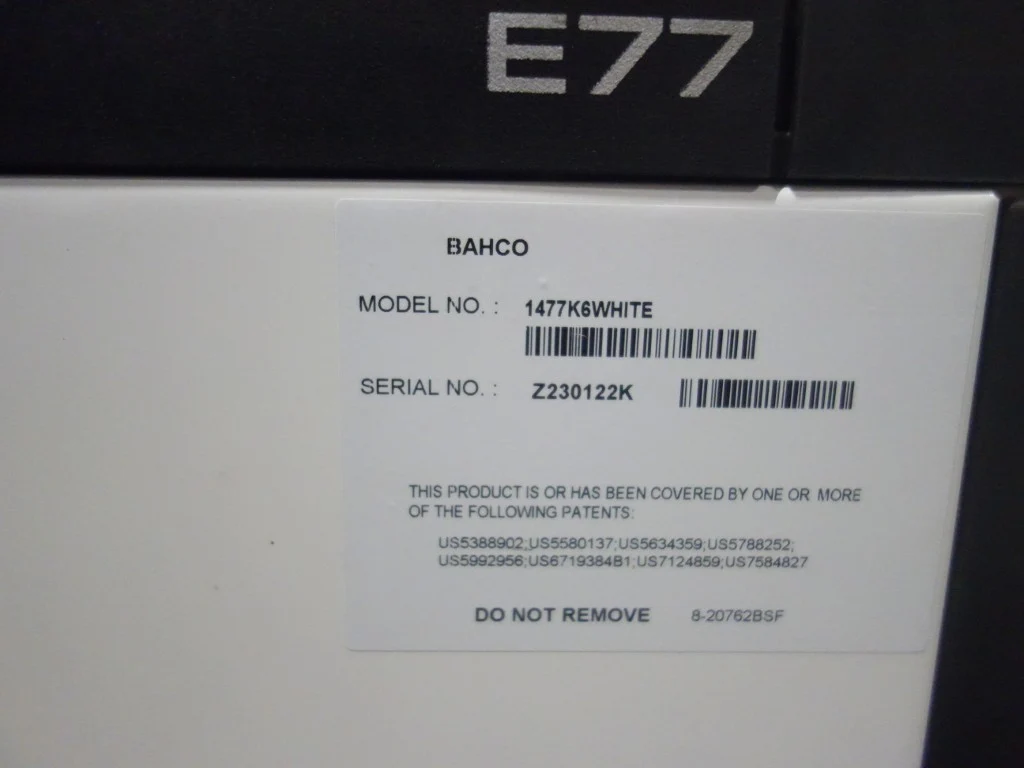 E77
BAHCO
MODEL NO. : 1477K6WHITE
SERIAL NO. : Z230122K
THIS PRODUCT IS OR HAS BEEN COVERED BY ONE OR MORE
OF THE FOLLOWING PATENTS:
US5388902;US5580137;US5634359;US5788252;
US5992956;US6719384B1;US7124859;US7584827
DO NOT REMOVE 8-20762BSF